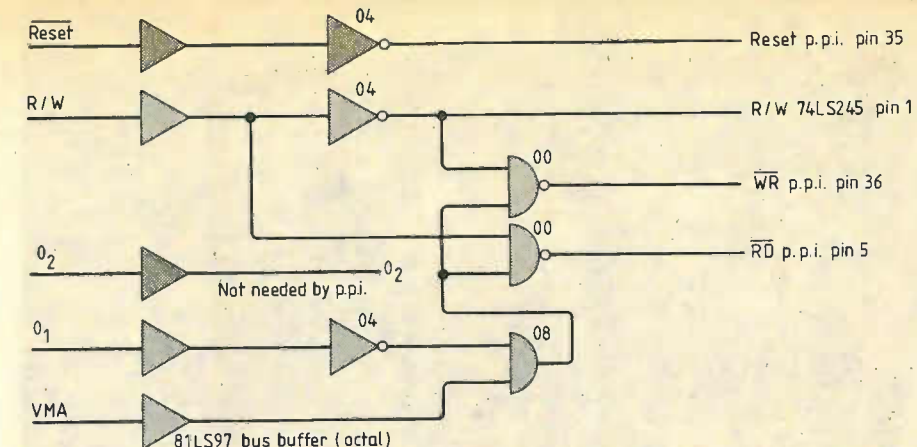 Reset
04
Reset p.p.i. pin 35
R/W
04
R/W 74LS245 pin 1
00
WR p.p.i. pin 36
00
RD p.p.i. pin 5
0₂
0₂
Not needed by p.p.i.
0₁
04
08
VMA
81LS97 bus buffer (octal)